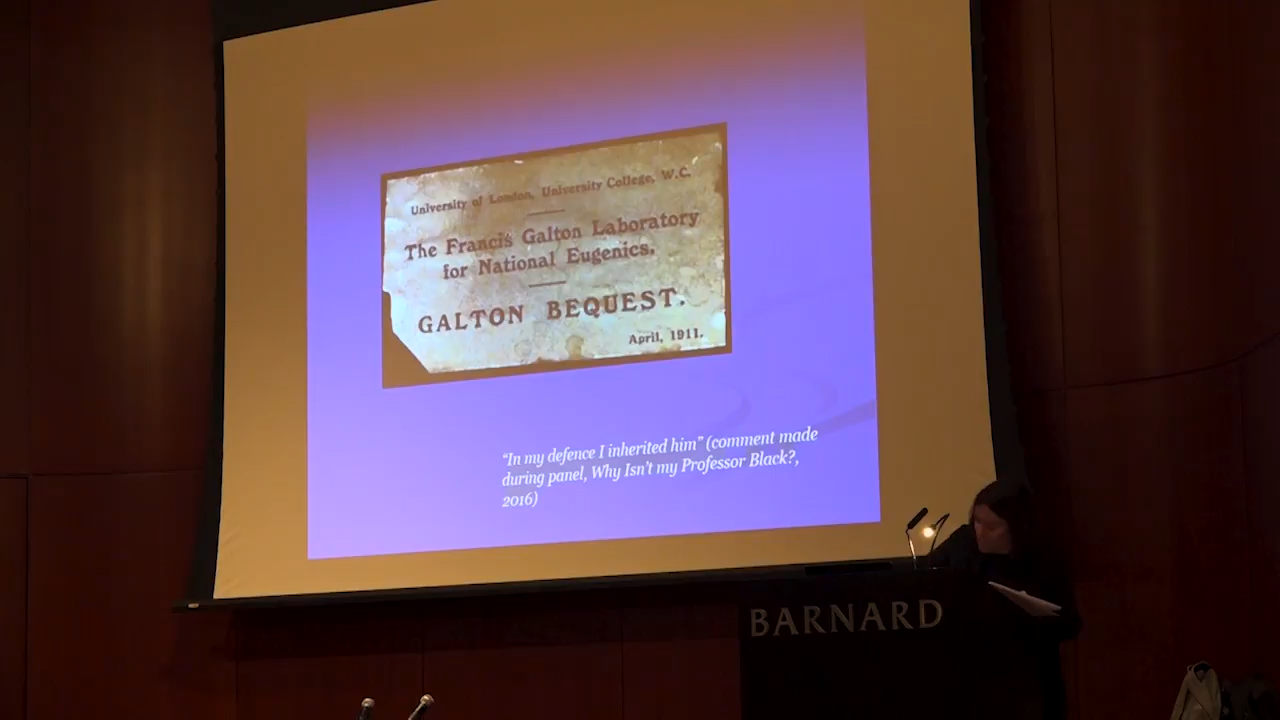 University of London, University College, W.C.
The Francis Galton Laboratory
for National Eugenics.
GALTON BEQUEST.
April, 1911.
“In my defence I inherited him” (comment made
during panel, Why Isn’t my Professor Black?,
2016)
BARNARD